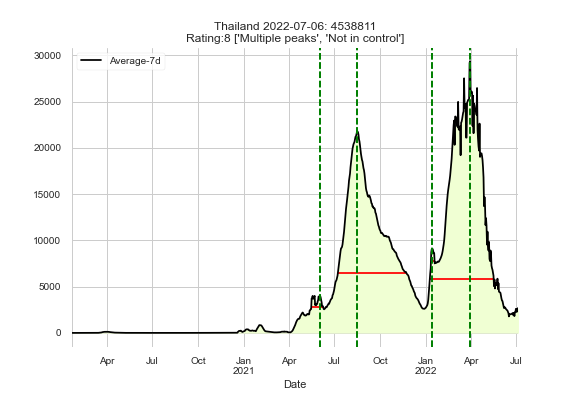 Thailand 2022-07-06: 4538811
Rating:8 ['Multiple peaks', 'Not in control']
Average-7d
30000
25000
20000
15000
10000
5000
0
Apr Jul Oct Jan Apr Jul Oct Jan Apr Jul
2021 2022
Date